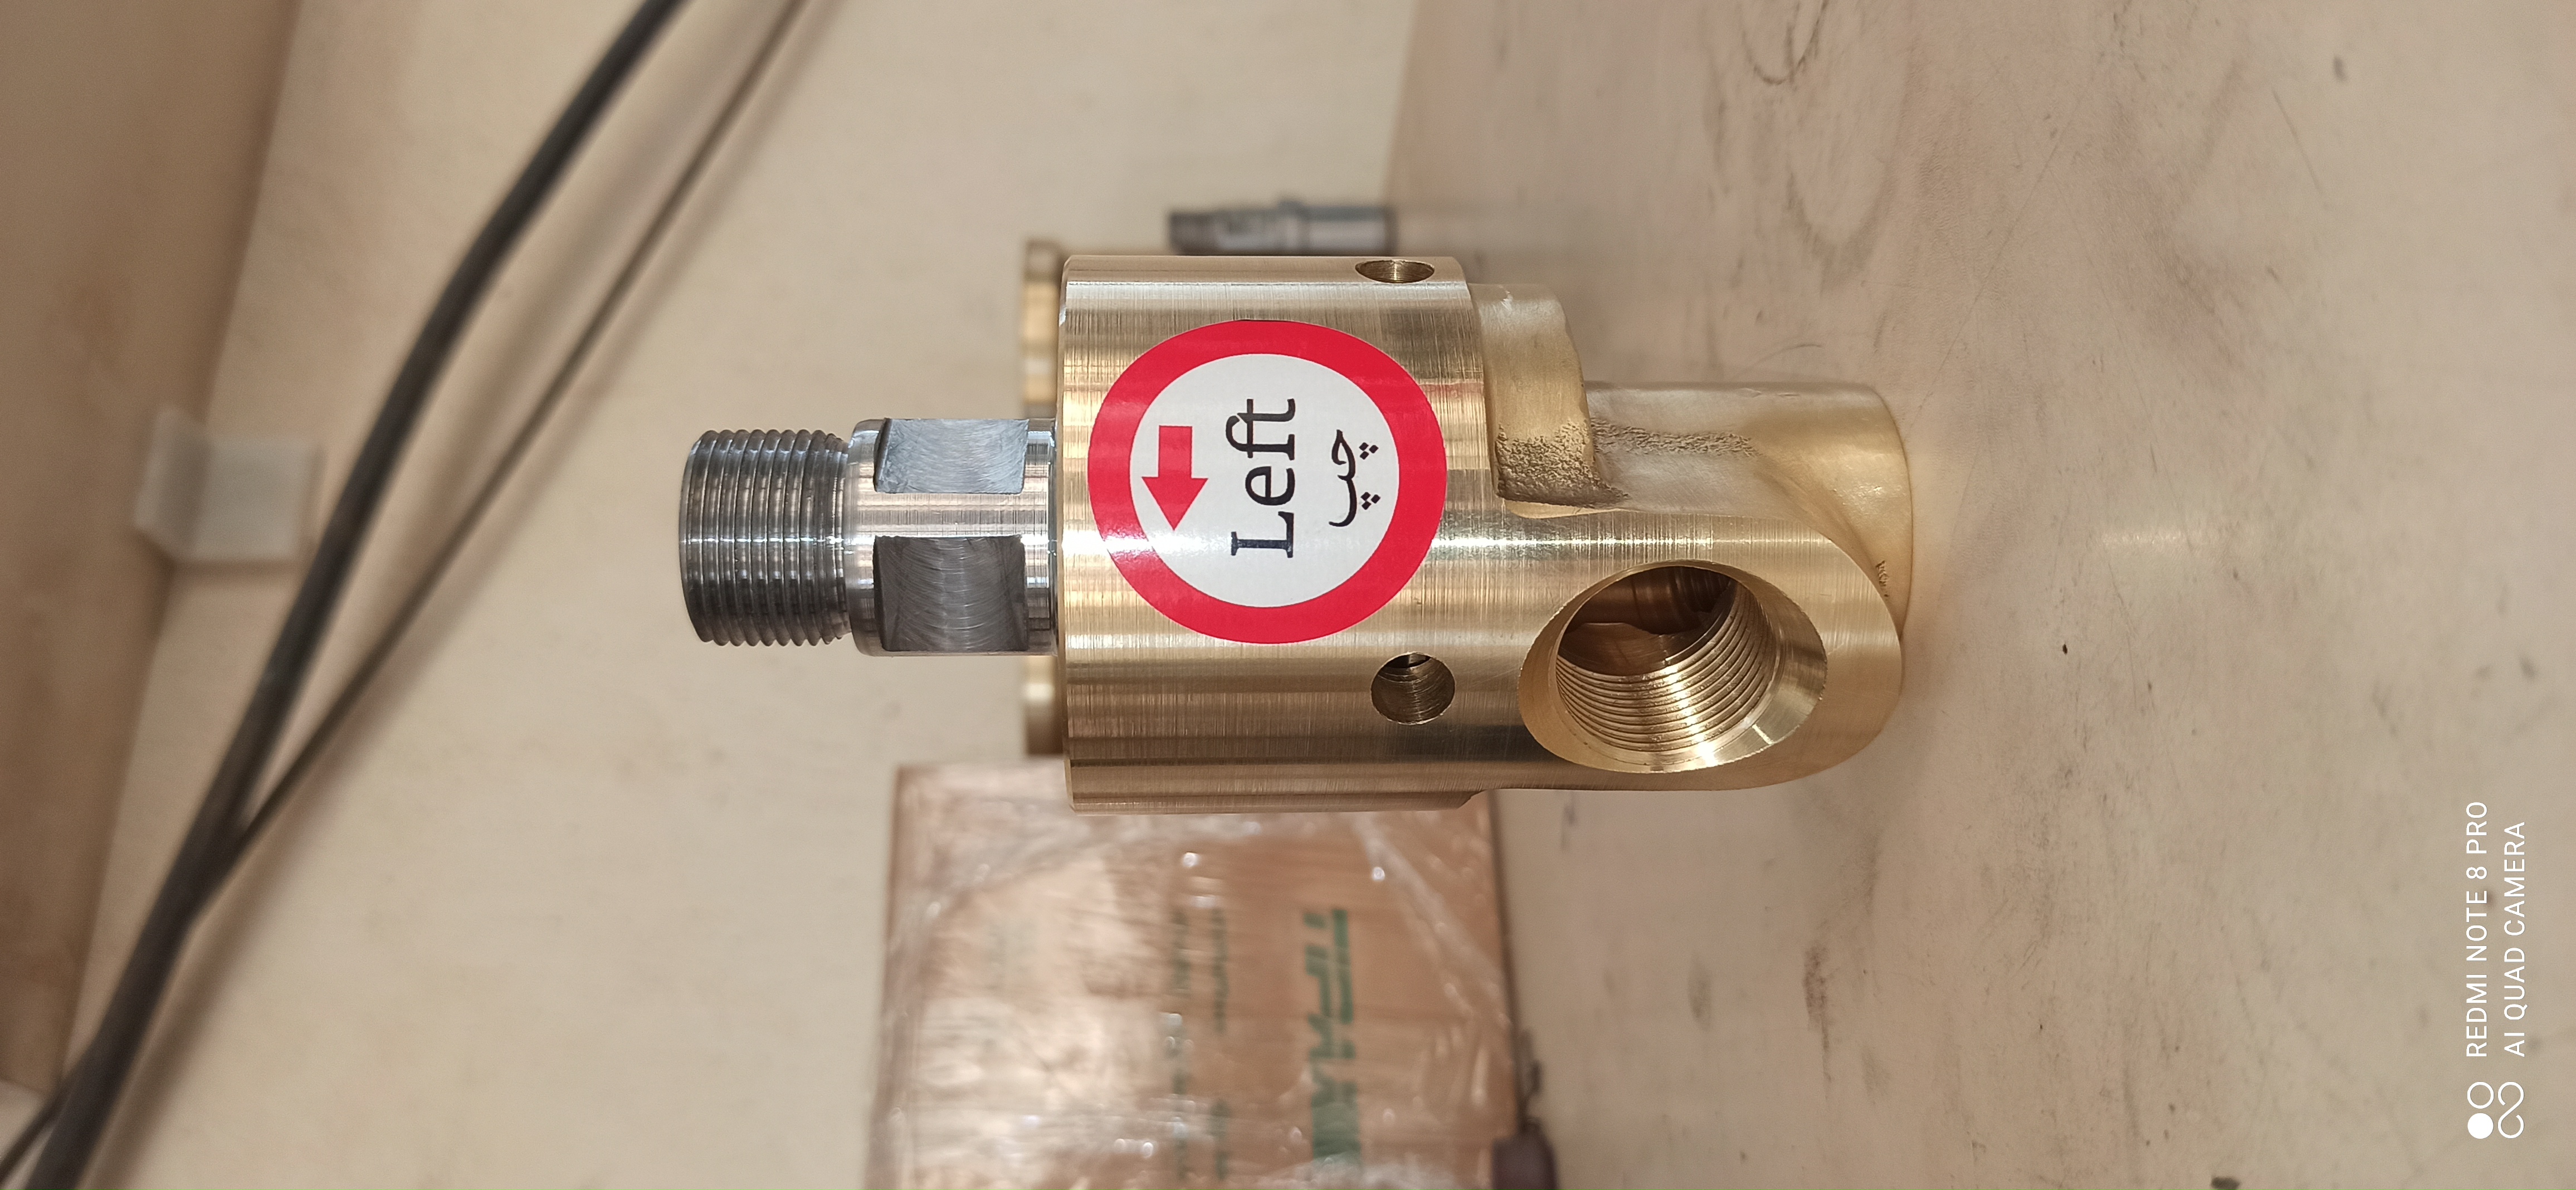 Left
چپ
REDMI NOTE 8 PRO
AI QUAD CAMERA